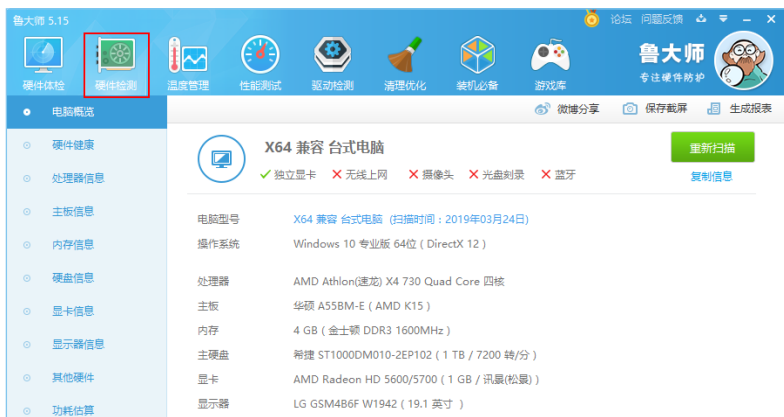 鲁大师 5.15
论坛 问题反馈
硬件体检 硬件检测 温度管理 性能测试 驱动检测 清理优化 装机必备 游戏库
鲁大师
专注硬件防护
电脑概览
微博分享 保存截屏 生成报表
硬件健康
处理器信息
主板信息
内存信息
硬盘信息
显卡信息
显示器信息
其他硬件
功耗估算
X64 兼容 台式电脑
重新扫描
独立显卡 无线上网 摄像头 光盘刻录 蓝牙
复制信息
电脑型号 X64 兼容 台式电脑 (扫描时间:2019年03月24日)
操作系统 Windows 10 专业版 64位 ( DirectX 12 )
处理器 AMD Athlon(速龙) X4 730 Quad Core 四核
主板 华硕 A55BM-E ( AMD K15 )
内存 4 GB ( 金士顿 DDR3 1600MHz )
主硬盘 希捷 ST1000DM010-2EP102 ( 1 TB / 7200 转/分 )
显卡 AMD Radeon HD 5600/5700 ( 1 GB / 讯景(松景) )
显示器 LG GSM4B6F W1942 ( 19.1 英寸 )